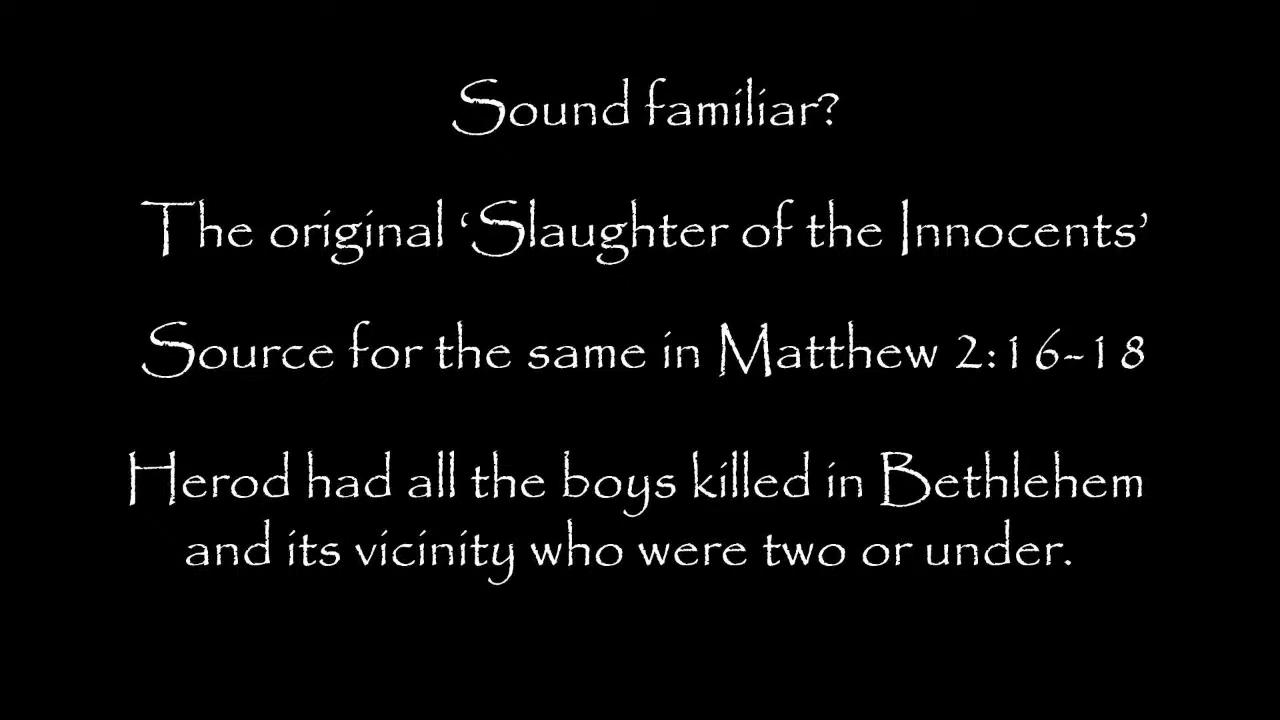 Sound familiar?
The original ‘Slaughter of the Innocents’
Source for the same in Matthew 2:16-18
Herod had all the boys killed in Bethlehem
and its vicinity who were two or under.